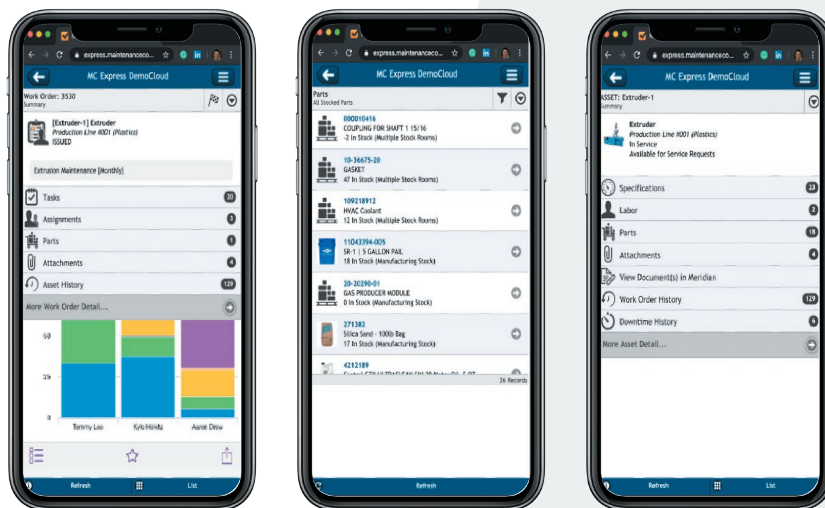 express.maintenanceco...
MC Express DemoCloud
Work Order: 3530
Summary
[Extruder-1] Extruder
Production Line #001 (Plastics)
ISSUED
Extrusion Maintenance [Monthly]
Tasks 20
Assignments 3
Parts 1
Attachments 4
Asset History 129
More Work Order Detail...
25
0
Tommy Lee
Aaron Drew
Refresh
List
express.maintenanceco...
MC Express DemoCloud
Parts
All Stocked Parts
000010416
COUPLING FOR SHAFT 1 15/16
-2 In Stock (Multiple Stock Rooms)
10-36675-20
GASKET
47 In Stock (Multiple Stock Rooms)
109218912
HVAC Coolant
12 In Stock (Multiple Stock Rooms)
11043394-005
SR-1 | 5 GALLON PAIL
18 In Stock (Manufacturing Stock)
20-20290-01
GAS PRODUCER MODULE
0 In Stock (Manufacturing Stock)
271382
Silica Sand - 100lb Bag
17 In Stock (Manufacturing Stock)
4212189
26 Records
Refresh
express.maintenanceco...
MC Express DemoCloud
ASSET: Extruder-1
Summary
Extruder
Production Line #001 (Plastics)
In Service
Available for Service Requests
Specifications 23
Labor 2
Parts 18
Attachments 4
View Document(s) in Meridian
Work Order History 129
Downtime History 6
More Asset Detail...
Refresh
List